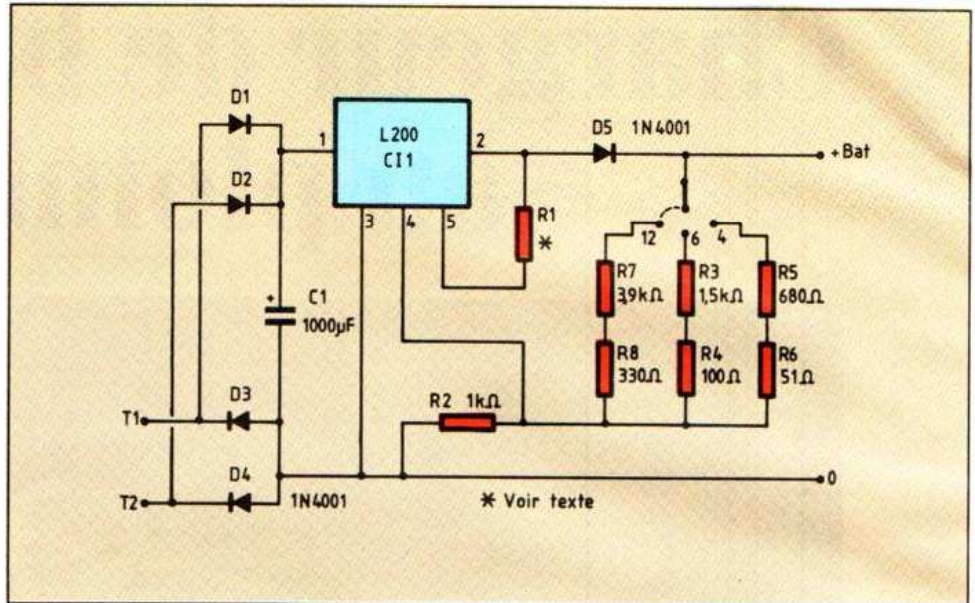 D1
D2
1
L200
CI1
2
3
4
5
D5
1N4001
+Bat
R1
*
12
6
4
+
C1
1000µF
R7
3,9kΩ
R3
1,5kΩ
R5
680Ω
R8
330Ω
R4
100Ω
R6
51Ω
R2 1kΩ
D3
T1
D4
T2
1N4001
* Voir texte
0